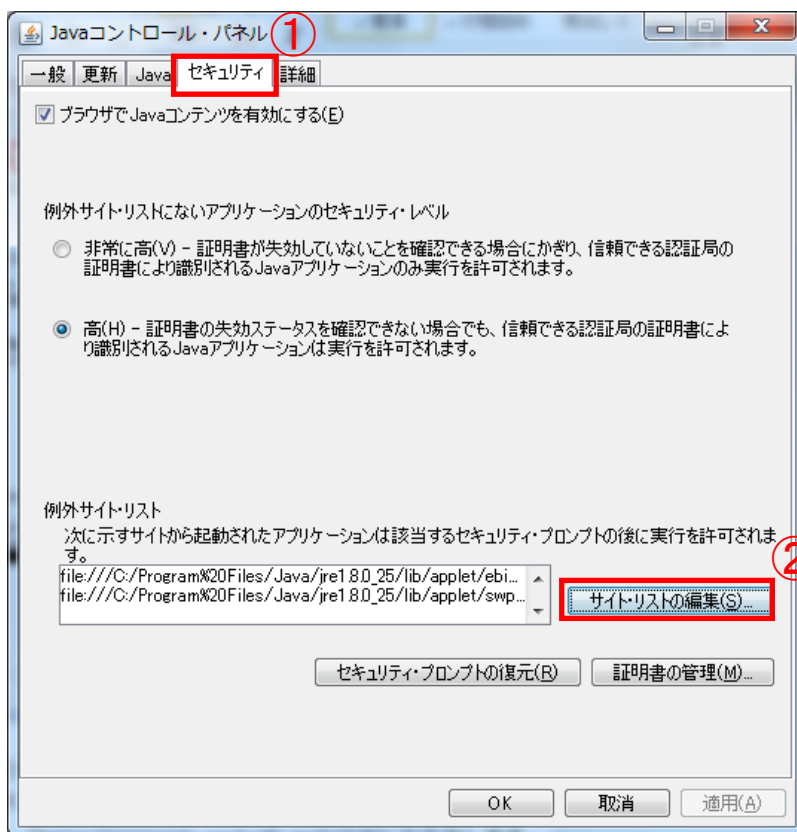 Javaコントロール・パネル
①
一般 更新 Java セキュリティ 詳細
ブラウザでJavaコンテンツを有効にする(E)
例外サイト・リストにないアプリケーションのセキュリティ・レベル
非常に高(V) - 証明書が失効していないことを確認できる場合にかぎり、信頼できる認証局の
証明書により識別されるJavaアプリケーションのみ実行を許可されます。
高(H) - 証明書の失効ステータスを確認できない場合でも、信頼できる認証局の証明書によ
り識別されるJavaアプリケーションは実行を許可されます。
例外サイト・リスト
次に示すサイトから起動されたアプリケーションは該当するセキュリティ・プロンプトの後に実行を許可されま
す。
②
file:///C:/Program%20Files/Java/jre1.8.0_25/lib/applet/ebi...
file:///C:/Program%20Files/Java/jre1.8.0_25/lib/applet/swp...
サイト・リストの編集(S)...
セキュリティ・プロンプトの復元(R) 証明書の管理(M)...
OK 取消 適用(A)